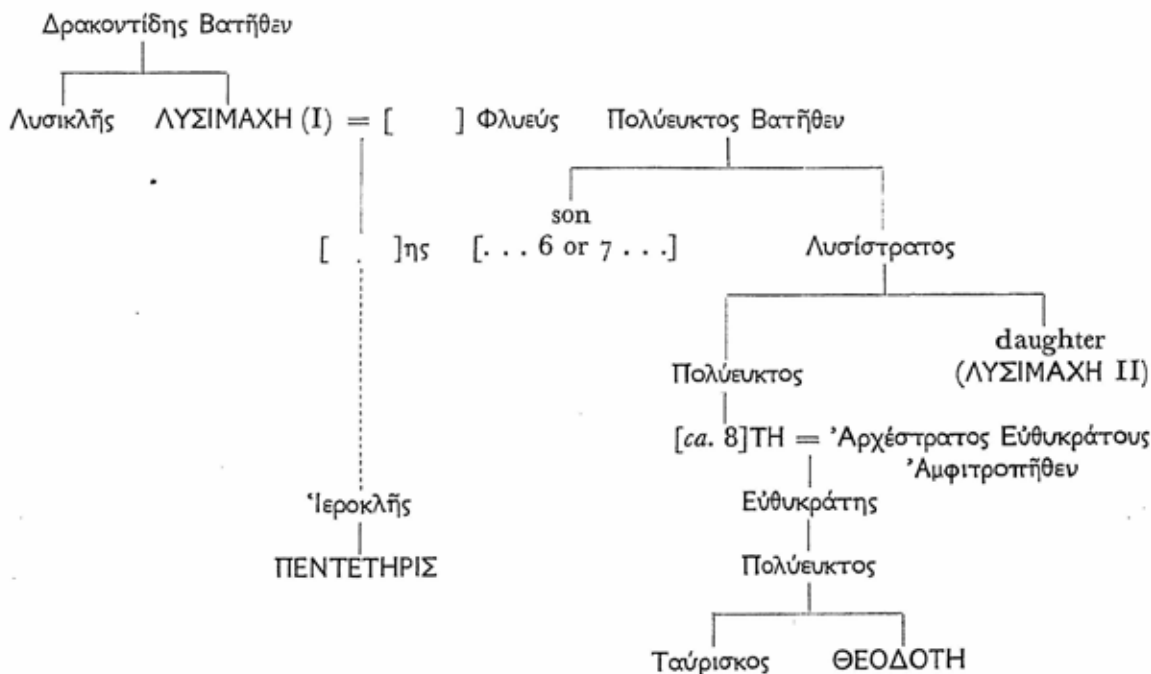 Δρακοντίδης Βατῆθεν
Λυσικλῆς ΛΥΣΙΜΑΧΗ (I) = [ ] Φλυεύς Πολύευκτος Βατῆθεν
son
[ . ]ης [. . . 6 or 7 . . .] Λυσίστρατος
daughter
Πολύευκτος (ΛΥΣΙΜΑΧΗ II)
[ca. 8]ΤΗ = Ἀρχέστρατος Εὐθυκράτους
Ἀμφιτροπῆθεν
Ἱεροκλῆς Εὐθυκράτης
ΠΕΝΤΕΤΗΡΙΣ Πολύευκτος
Ταύρισκος ΘΕΟΔΟΤΗ